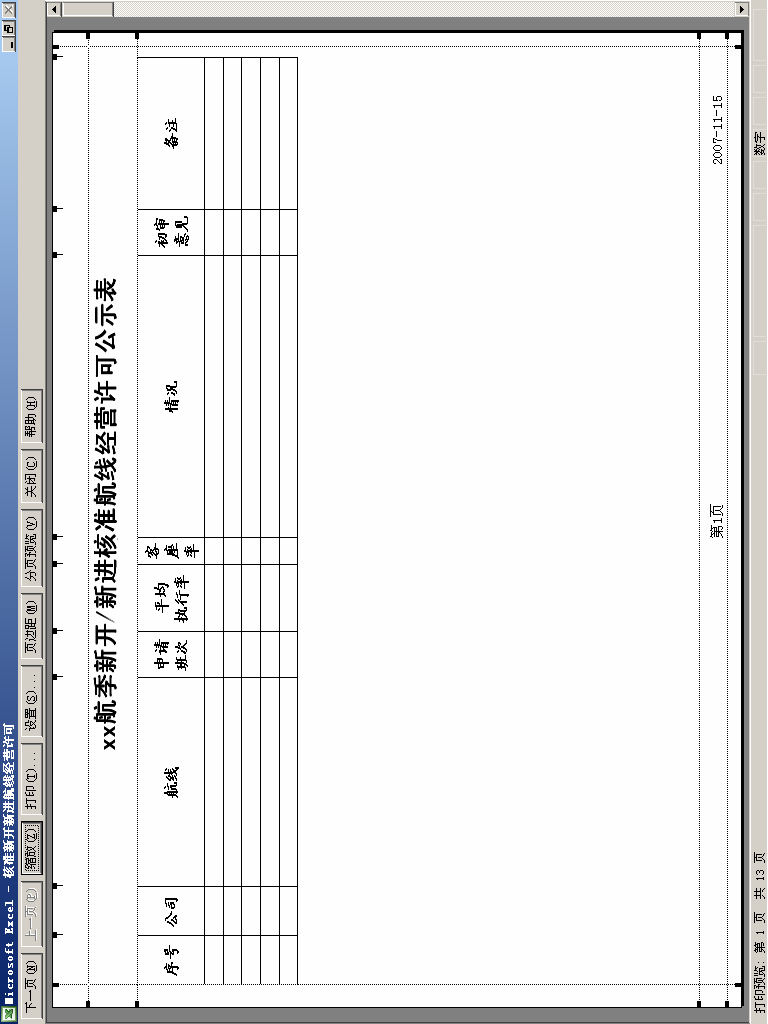 Microsoft Excel - 核准新开新进航线经营许可
下一页(N) 上一页(P) 缩放(Z) 打印(T)... 设置(S)... 页边距(M) 分页预览(V) 关闭(C) 帮助(H)
xx航季新开/新进核准航线经营许可公示表
序号 公司 航线 申请班次 平均执行率 客座率 情况 初审意见 备注
第1页
2007-11-15
打印预览: 第 1 页 共 13 页
数字